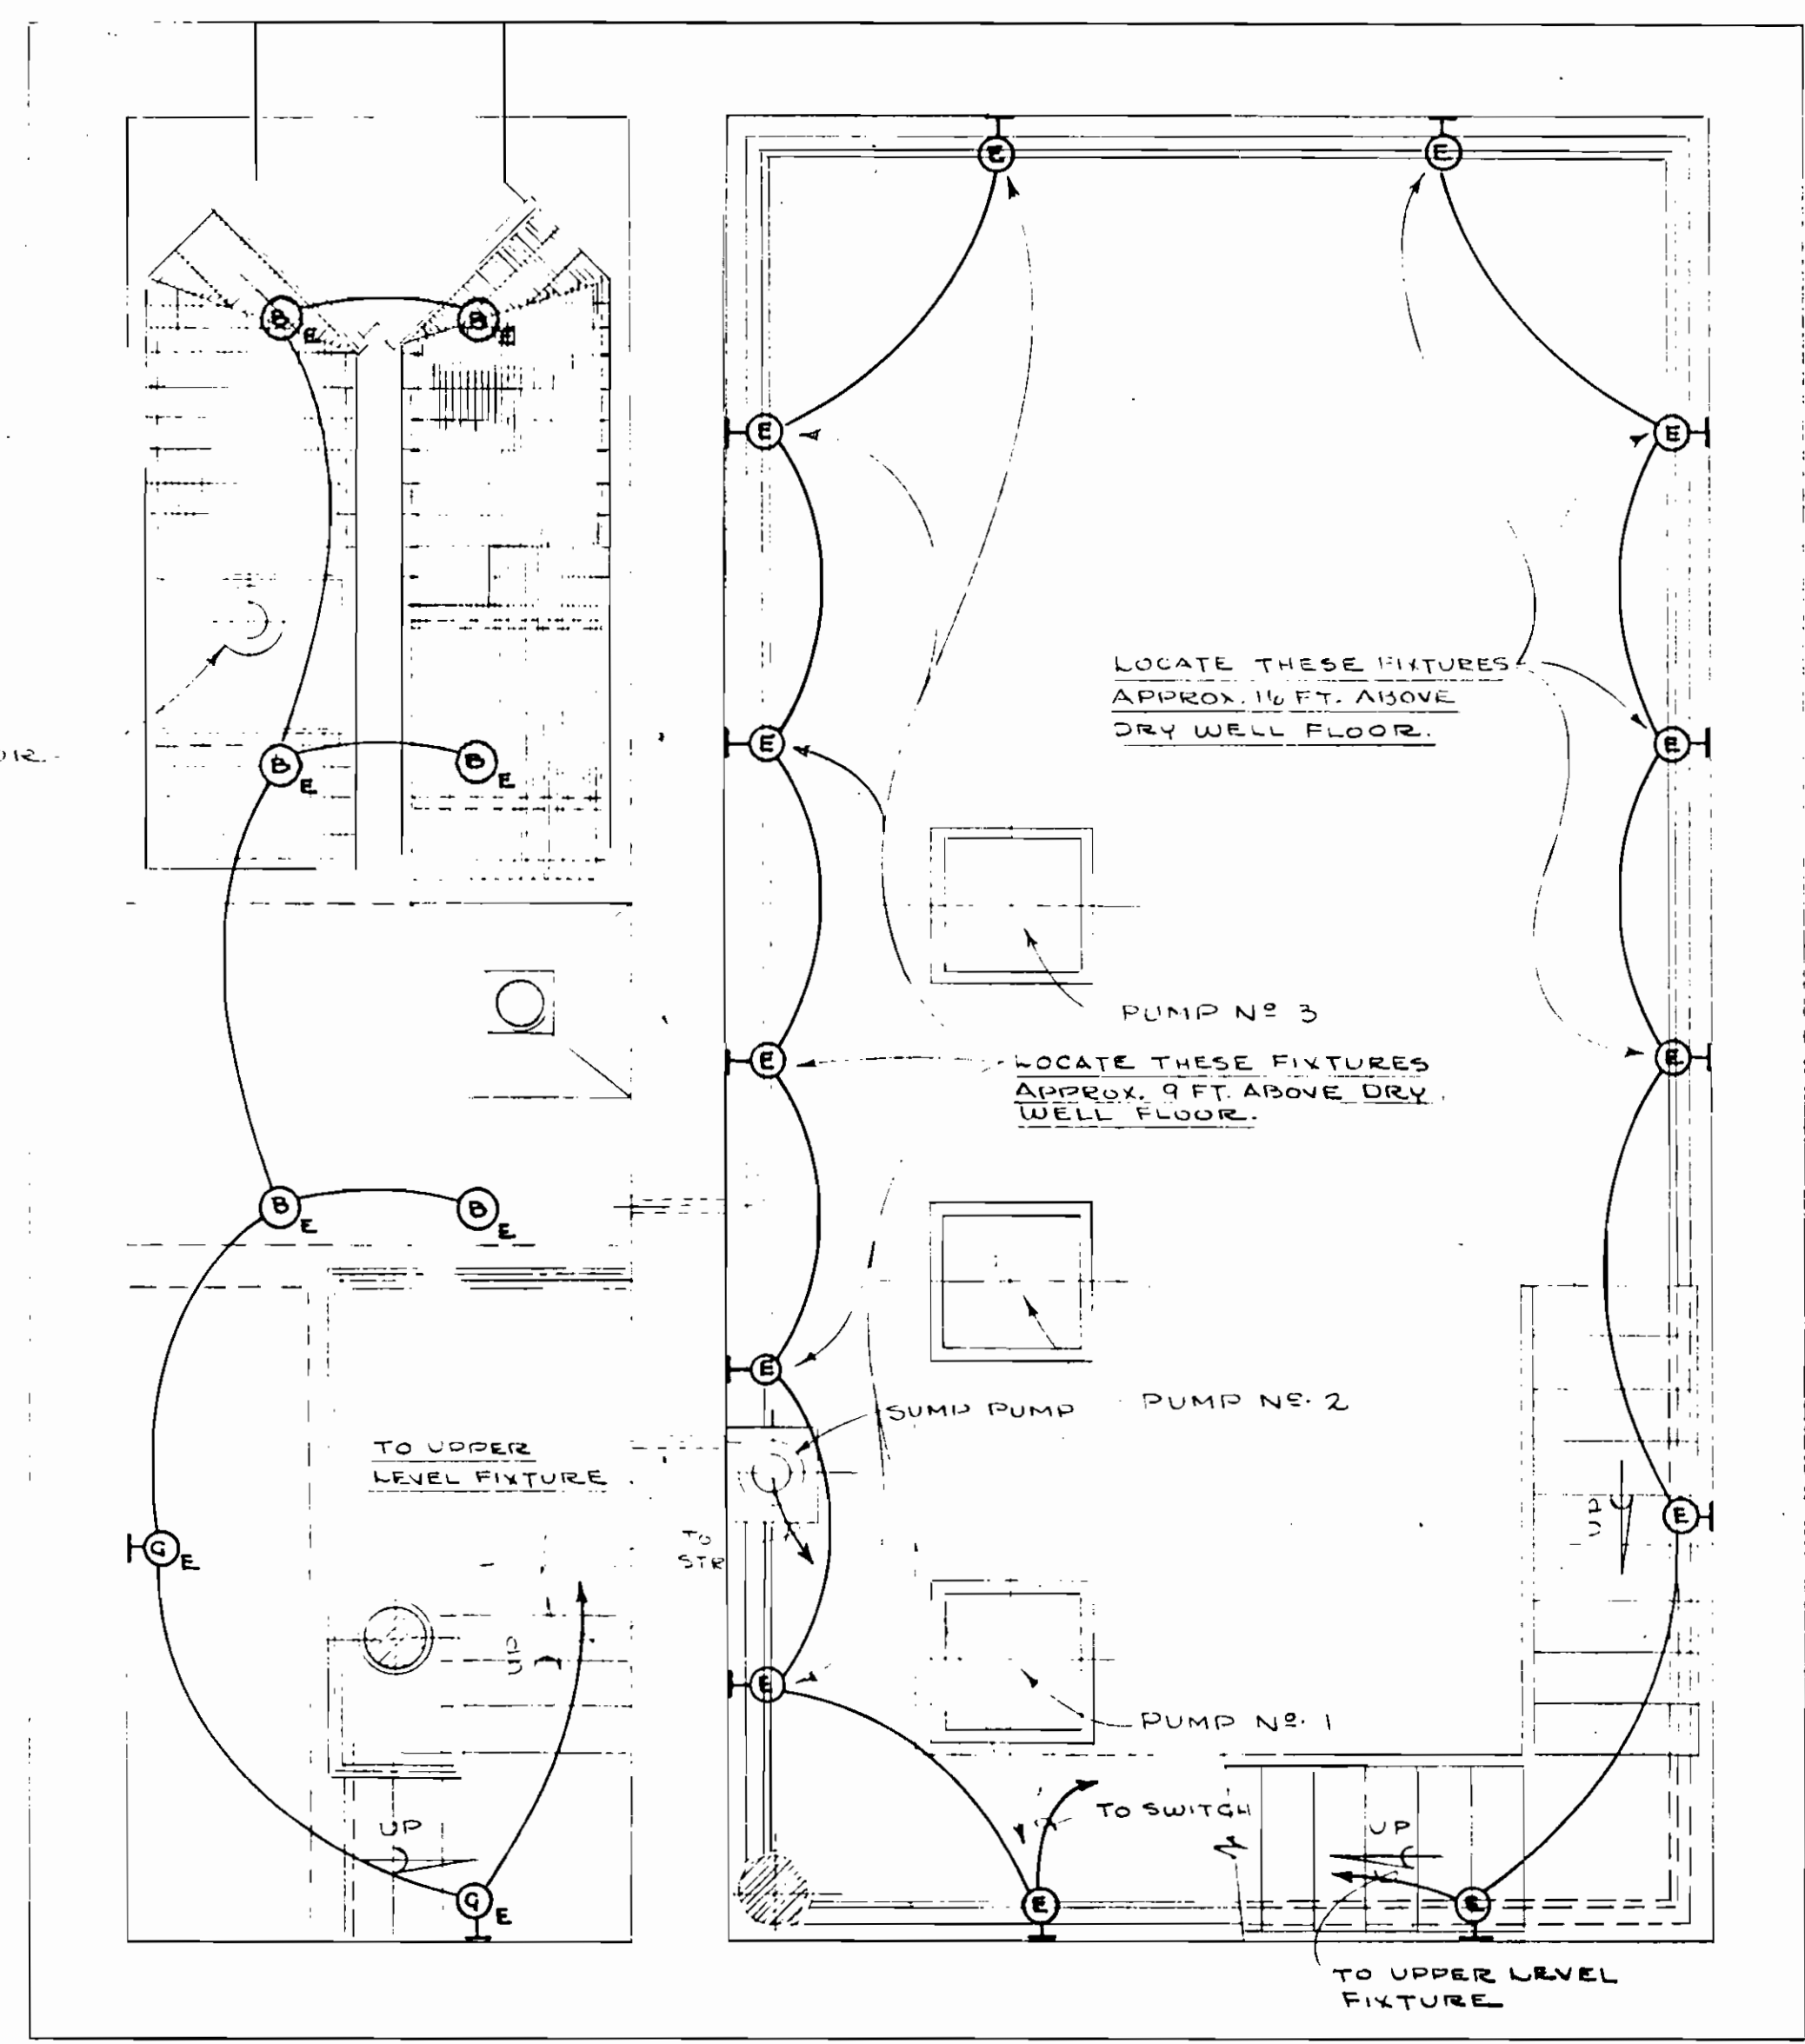 E
E
B
E
B
E
E
E
LOCATE THESE FIXTURES
APPROX. 16 FT. ABOVE
DRY WELL FLOOR.
E
E
B
E
B
E
PUMP Nº 3
E
LOCATE THESE FIXTURES
APPROX. 9 FT. ABOVE DRY
WELL FLOOR.
E
B
E
B
E
E
SUMP PUMP
PUMP Nº. 2
TO UPPER
LEVEL FIXTURE
TO
STR
UP
E
G
E
UP
E
PUMP Nº. 1
TO SWITCH
UP
UP
G
E
E
E
TO UPPER LEVEL
FIXTURE